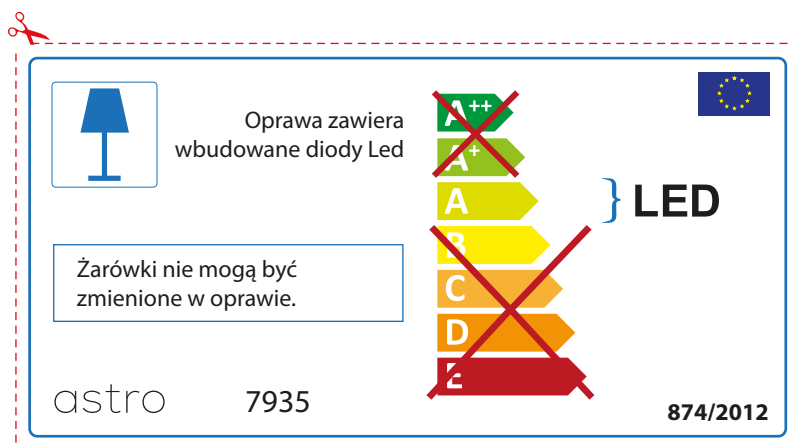 Oprawa zawiera
wbudowane diody Led
A++
A+
A
B
C
D
E
LED
Żarówki nie mogą być
zmienione w oprawie.
astro
7935
874/2012